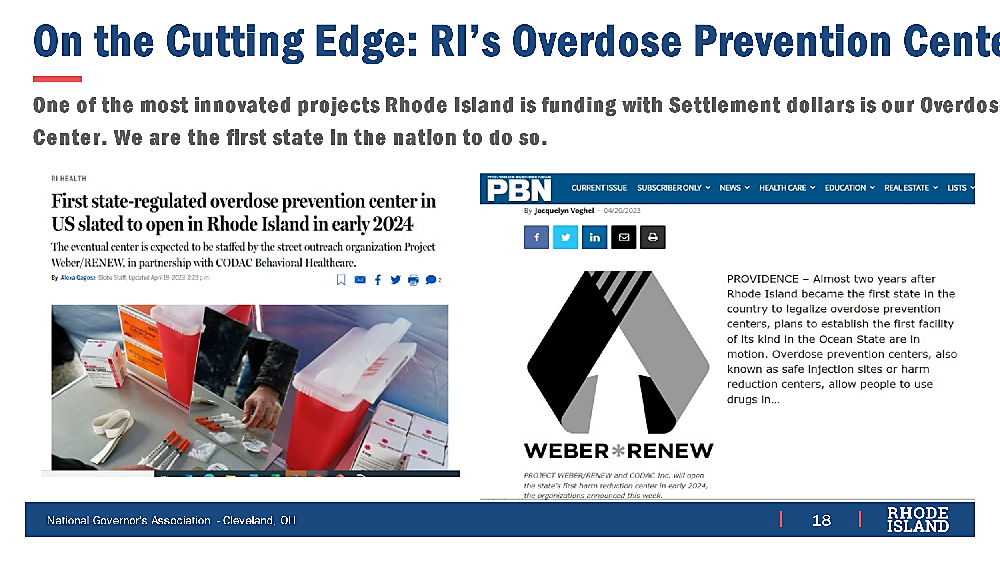 On the Cutting Edge: RI's Overdose Prevention Cente
One of the most innovated projects Rhode Island is funding with Settlement dollars is our Overdose
Center. We are the first state in the nation to do so.
RI HEALTH
First state-regulated overdose prevention center in
US slated to open in Rhode Island in early 2024
The eventual center is expected to be staffed by the street outreach organization Project
Weber/RENEW, in partnership with CODAC Behavioral Healthcare.
By Alexa Gagosz Globe Staff, Updated April 19, 2023, 2:23 p.m.
2
PROVIDENCE BUSINESS NEWS
PBN
CURRENT ISSUE SUBSCRIBER ONLY NEWS HEALTH CARE EDUCATION REAL ESTATE LISTS
By Jacquelyn Voghel - 04/20/2023
PROVIDENCE – Almost two years after
Rhode Island became the first state in the
country to legalize overdose prevention
centers, plans to establish the first facility
of its kind in the Ocean State are in
motion. Overdose prevention centers, also
known as safe injection sites or harm
reduction centers, allow people to use
drugs in...
WEBER*RENEW
PROJECT WEBER/RENEW and CODAC Inc. will open
the state's first harm reduction center in early 2024,
the organizations announced this week.
National Governor's Association - Cleveland, OH
18
RHODE
ISLAND